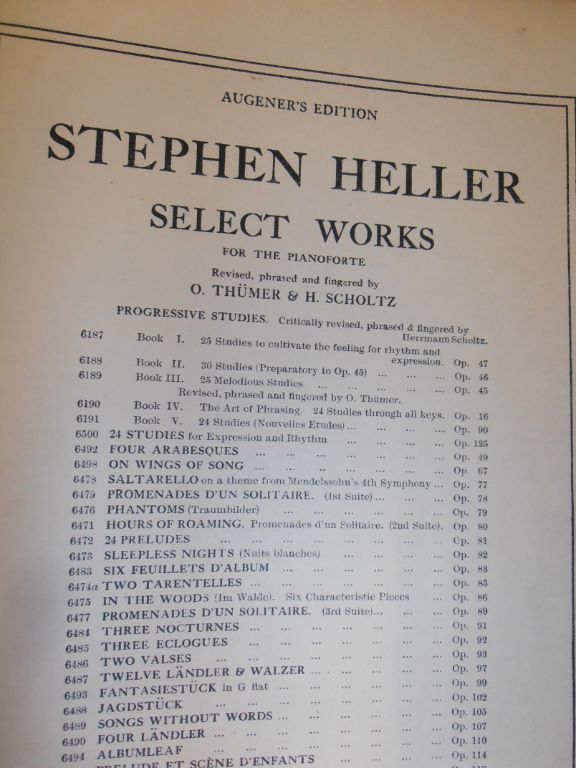 AUGENER'S EDITION
STEPHEN HELLER
SELECT WORKS
FOR THE PIANOFORTE
Revised, phrased and fingered by
O. THÜMER & H. SCHOLTZ
PROGRESSIVE STUDIES. Critically revised, phrased & fingered by
Herrmann Scholtz.
6187 Book I. 25 Studies to cultivate the feeling for rhythm and
expression. Op. 47
6188 Book II. 30 Studies (Preparatory to Op. 45) ... ... ... Op. 46
6189 Book III. 25 Melodious Studies ... ... ... ... ... Op. 45
Revised, phrased and fingered by O. Thümer.
6190 Book IV. The Art of Phrasing. 24 Studies through all keys. Op. 16
6191 Book V. 24 Studies (Nouvelles Etudes) ... ... ... ... Op. 90
6500 24 STUDIES for Expression and Rhythm ... ... ... ... Op. 125
6492 FOUR ARABESQUES ... ... ... ... ... ... Op. 49
6498 ON WINGS OF SONG ... ... ... ... ... ... Op. 67
6478 SALTARELLO on a theom from Mendelssohn's 4th Symphony ... Op. 77
6479 PROMENADES D'UN SOLITAIRE. (1st Suite) ... ... ... Op. 78
6476 PHANTOMS (Traumbilder) ... ... ... ... ... Op. 79
6471 HOURS OF ROAMING. Promenades d'un Solitaire. (2nd Suite). Op. 80
6472 24 PRELUDES ... ... ... ... ... ... Op. 81
6473 SLEEPLESS NIGHTS (Nuits blanches) ... ... ... ... Op. 82
6483 SIX FEUILLETS D'ALBUM ... ... ... ... ... Op. 83
6474a TWO TARENTELLES ... ... ... ... ... ... Op. 85
6475 IN THE WOODS (Im Walde). Six Characteristic Pieces ... Op. 86
6477 PROMENADES D'UN SOLITAIRE. (3rd Suite) ... ... ... Op. 89
6484 THREE NOCTURNES ... ... ... ... ... ... Op. 91
6485 THREE ECLOGUES ... ... ... ... ... ... Op. 92
6486 TWO VALSES ... ... ... ... ... ... Op. 93
6487 TWELVE LÄNDLER & WALZER ... ... ... ... ... Op. 97
6493 FANTASIESTÜCK in G flat ... ... ... ... ... Op. 99
6488 JAGDSTÜCK ... ... ... ... ... ... Op. 102
6489 SONGS WITHOUT WORDS ... ... ... ... ... Op. 105
6490 FOUR LÄNDLER ... ... ... ... ... ... Op. 107
6494 ALBUMLEAF ... ... ... ... ... ... Op. 110
PRELUDE ET SCÈNE D'ENFANTS ... ... ... ... Op. 114